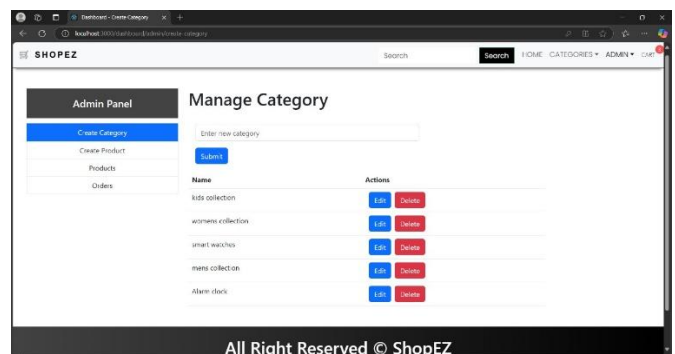 Dashboard - Create Category
localhost:3000/dashboard/admin/create-category
SHOPEZ
Search
Search
HOME
CATEGORIES
ADMIN
CART
Admin Panel
Create Category
Create Product
Products
Orders
Manage Category
Enter new category
Submit
Name Actions
kids collection Edit Delete
womens collection Edit Delete
smart watches Edit Delete
mens collection Edit Delete
Alarm clock Edit Delete
All Right Reserved © ShopEZ